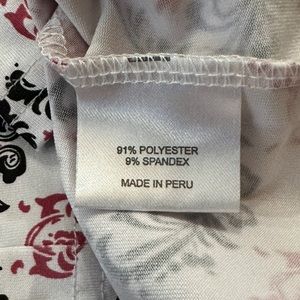 91% POLYESTER
9% SPANDEX
MADE IN PERU